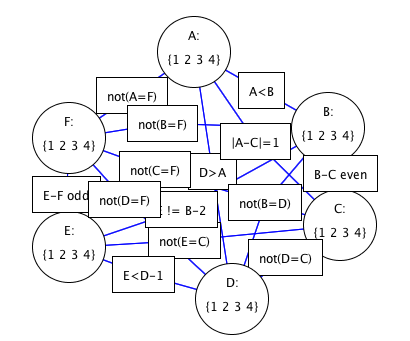 A:
{1 2 3 4}
not(A=F)
A<B
F:
{1 2 3 4}
not(B=F)
B:
{1 2 3 4}
|A-C|=1
not(C=F)
D>A
B-C even
E-F odd
not(D=F)
!= B-2
not(B=D)
C:
{1 2 3 4}
E:
{1 2 3 4}
not(E=C)
not(D=C)
E<D-1
D:
{1 2 3 4}